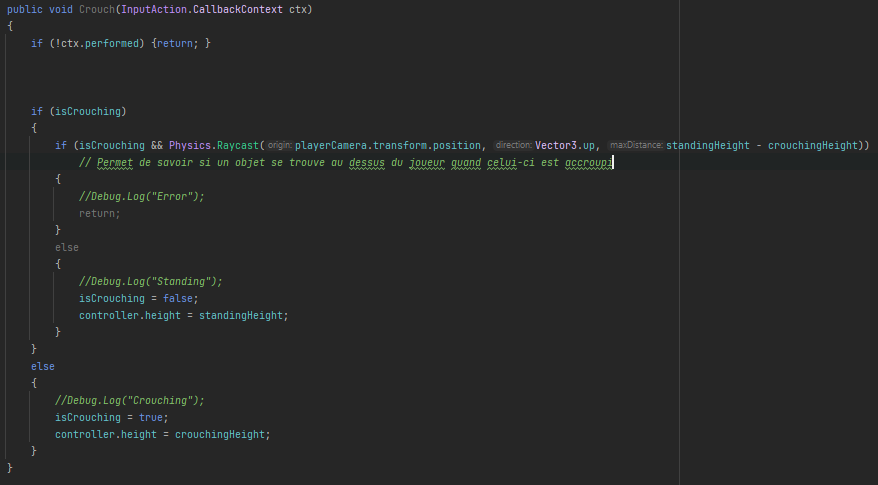 public void Crouch(InputAction.CallbackContext ctx)
{
if (!ctx.performed) {return; }
if (isCrouching)
{
if (isCrouching && Physics.Raycast( origin: playerCamera.transform.position, direction: Vector3.up, maxDistance: standingHeight - crouchingHeight))
// Permet de savoir si un objet se trouve au dessus du joueur quand celui-ci est accroupi
{
//Debug.Log("Error");
return;
}
else
{
//Debug.Log("Standing");
isCrouching = false;
controller.height = standingHeight;
}
}
else
{
//Debug.Log("Crouching");
isCrouching = true;
controller.height = crouchingHeight;
}
}